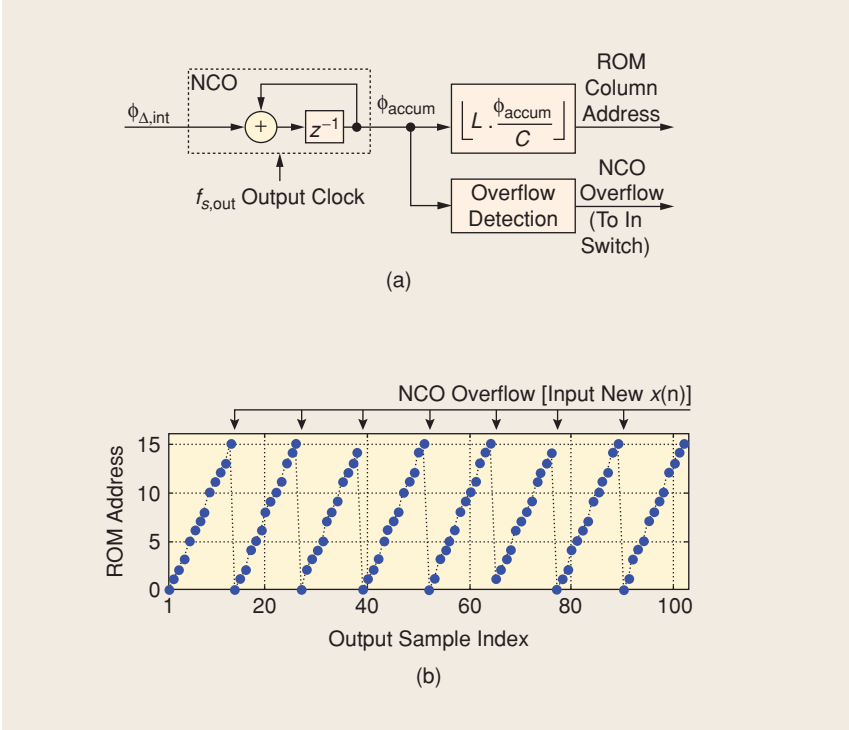 NCO
ϕΔ,int
+
z−1
ϕaccum
⌊L · ϕaccum / C⌋
ROM
Column
Address
fs,out Output Clock
Overflow
Detection
NCO
Overflow
(To In
Switch)
(a)
NCO Overflow [Input New x(n)]
ROM Address
15
10
5
0
1
20
40
60
80
100
Output Sample Index
(b)